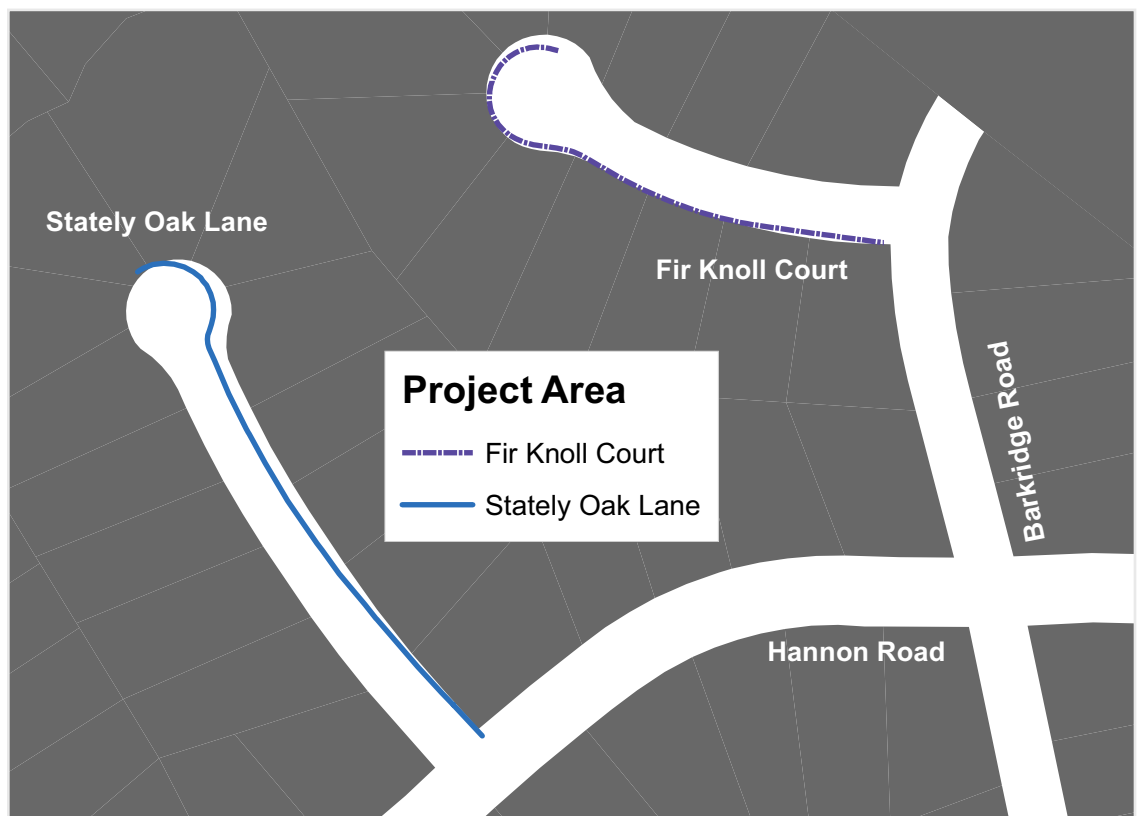 Stately Oak Lane
Fir Knoll Court
Barkridge Road
Project Area
Fir Knoll Court
Stately Oak Lane
Hannon Road